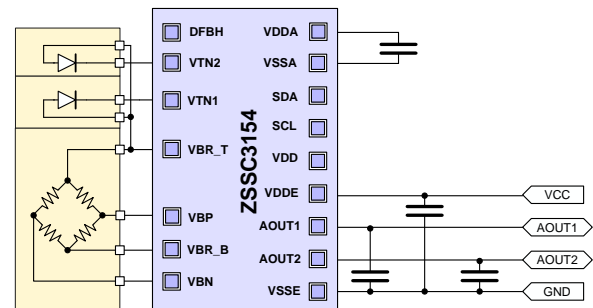 DFBH
VTN2
VTN1
VBR_T
VBP
VBR_B
VBN
ZSSC3154
VDDA
VSSA
SDA
SCL
VDD
VDDE
AOUT1
AOUT2
VSSE
VCC
AOUT1
AOUT2
GND